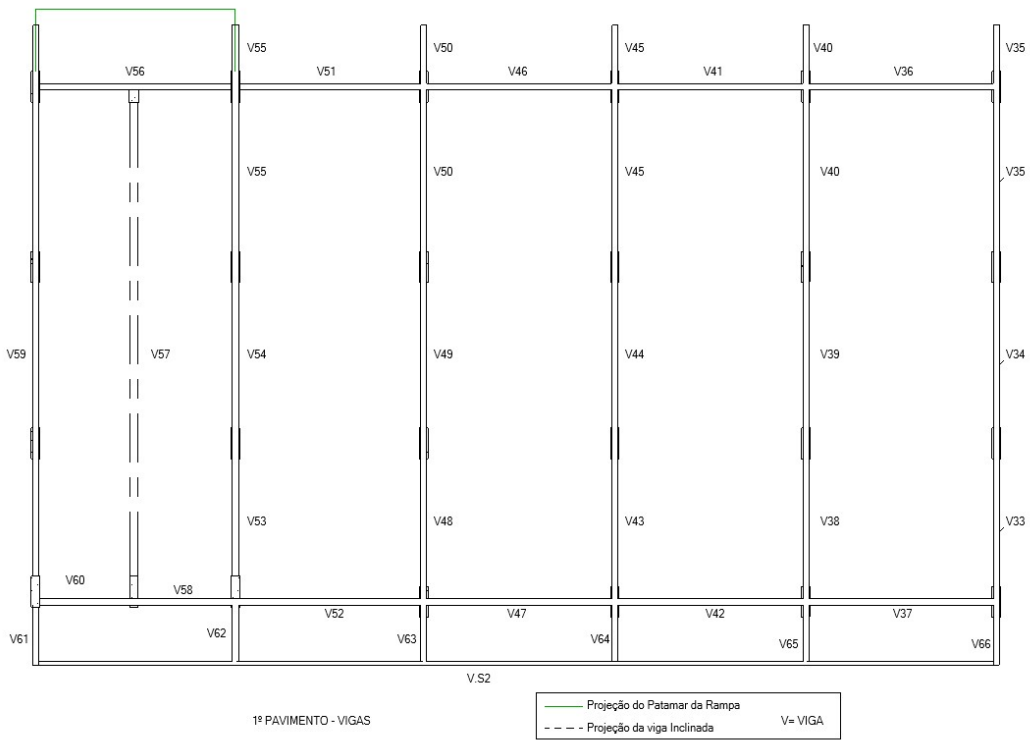 V55 V50 V45 V40 V35
V56 V51 V46 V41 V36
V55 V50 V45 V40 V35
V59 V57 V54 V49 V44 V39 V34
V53 V48 V43 V38 V33
V60 V58
V52 V47 V42 V37
V61 V62 V63 V64 V65 V66
V.S2
Projeção do Patamar da Rampa
1º PAVIMENTO - VIGAS
Projeção da viga Inclinada
V= VIGA